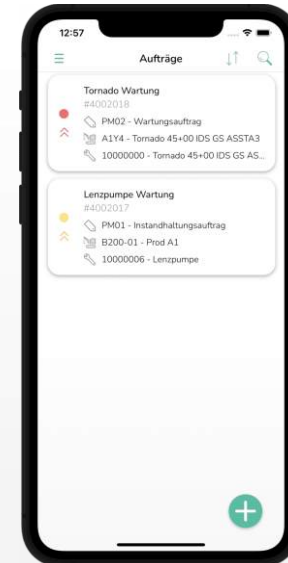 12:57
Aufträge
Tornado Wartung
#4002018
PM02 - Wartungsauftrag
A1Y4 - Tornado 45+00 IDS GS ASSTA3
10000000 - Tornado 45+00 IDS GS AS...
Lenzpumpe Wartung
#4002017
PM01 - Instandhaltungsauftrag
B200-01 - Prod A1
10000006 - Lenzpumpe